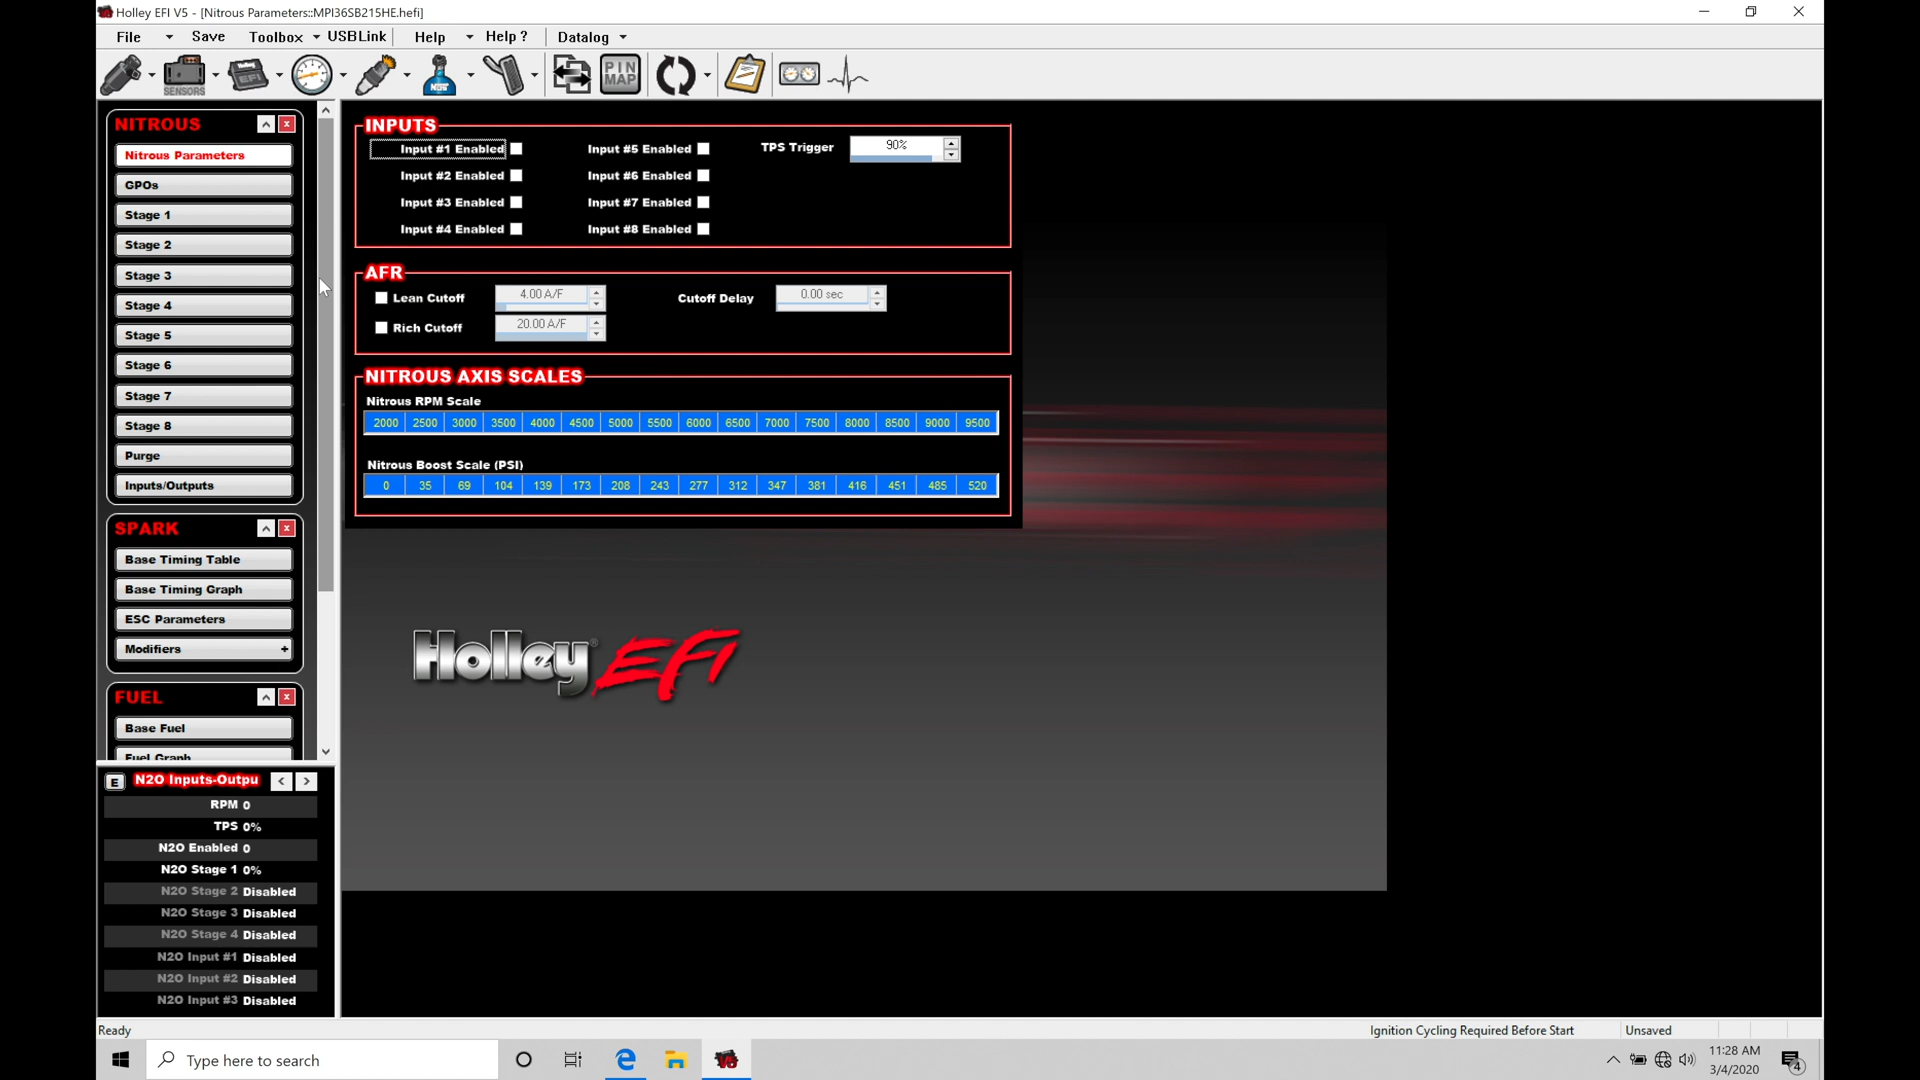 Holley EFI V5 - [Nitrous Parameters::MPI36SB215HE.hefi]
File Save Toolbox USBLink Help Help ? Datalog
SENSORS Holley EFI NOS PIN MAP
NITROUS
Nitrous Parameters
GPOs
Stage 1
Stage 2
Stage 3
Stage 4
Stage 5
Stage 6
Stage 7
Stage 8
Purge
Inputs/Outputs
SPARK
Base Timing Table
Base Timing Graph
ESC Parameters
Modifiers +
FUEL
Base Fuel
Fuel Graph
E N2O Inputs-Outpu < >
RPM 0
TPS 0%
N2O Enabled 0
N2O Stage 1 0%
N2O Stage 2 Disabled
N2O Stage 3 Disabled
N2O Stage 4 Disabled
N2O Input #1 Disabled
N2O Input #2 Disabled
N2O Input #3 Disabled
INPUTS
Input #1 Enabled Input #5 Enabled TPS Trigger 90%
Input #2 Enabled Input #6 Enabled
Input #3 Enabled Input #7 Enabled
Input #4 Enabled Input #8 Enabled
AFR
Lean Cutoff 4.00 A/F Cutoff Delay 0.00 sec
Rich Cutoff 20.00 A/F
NITROUS AXIS SCALES
Nitrous RPM Scale
2000 2500 3000 3500 4000 4500 5000 5500 6000 6500 7000 7500 8000 8500 9000 9500
Nitrous Boost Scale (PSI)
0 35 69 104 139 173 208 243 277 312 347 381 416 451 485 520
Holley® EFI
Ready Ignition Cycling Required Before Start Unsaved
Type here to search
11:28 AM
3/4/2020
4